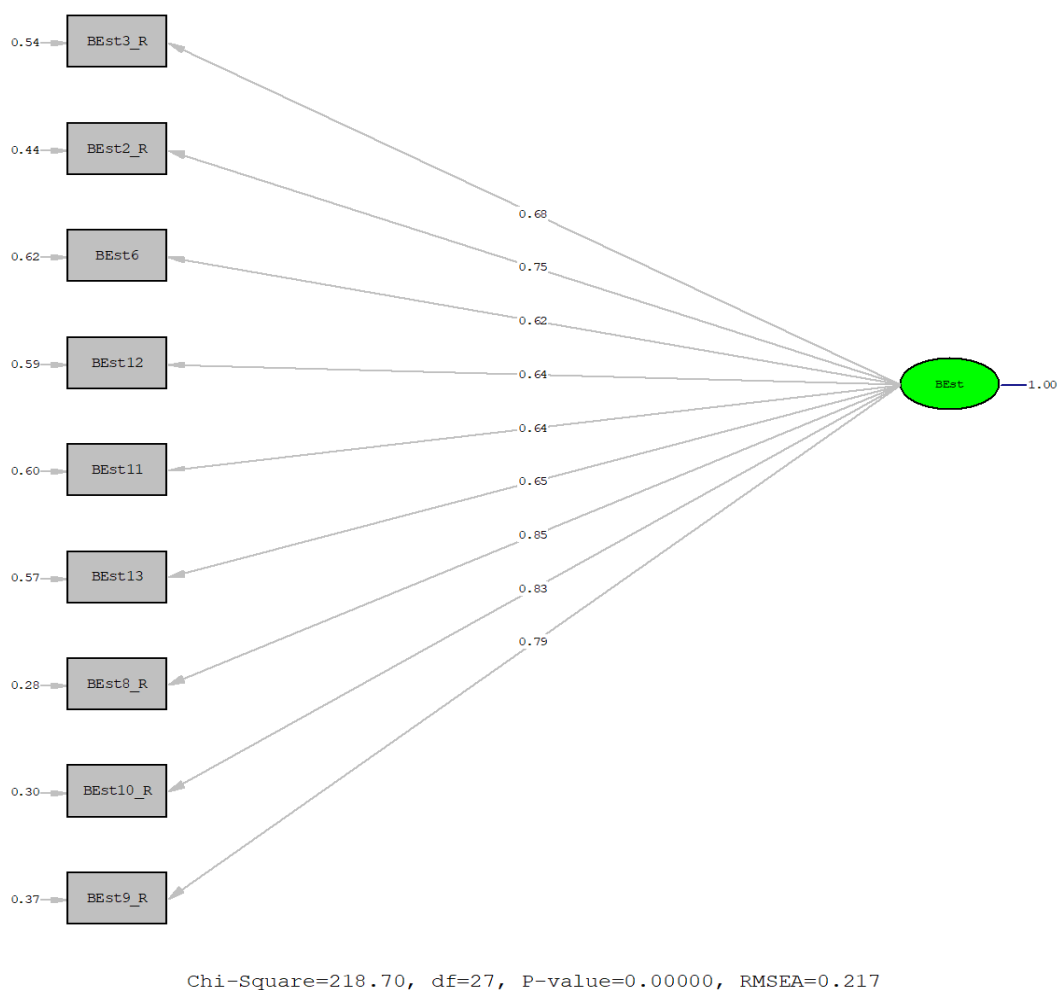 0.54
BEst3_R
0.44
BEst2_R
0.68
0.62
BEst6
0.75
0.62
0.59
BEst12
0.64
BEst
1.00
0.64
0.60
BEst11
0.65
0.85
0.57
BEst13
0.83
0.79
0.28
BEst8_R
0.30
BEst10_R
0.37
BEst9_R
Chi-Square=218.70, df=27, P-value=0.00000, RMSEA=0.217